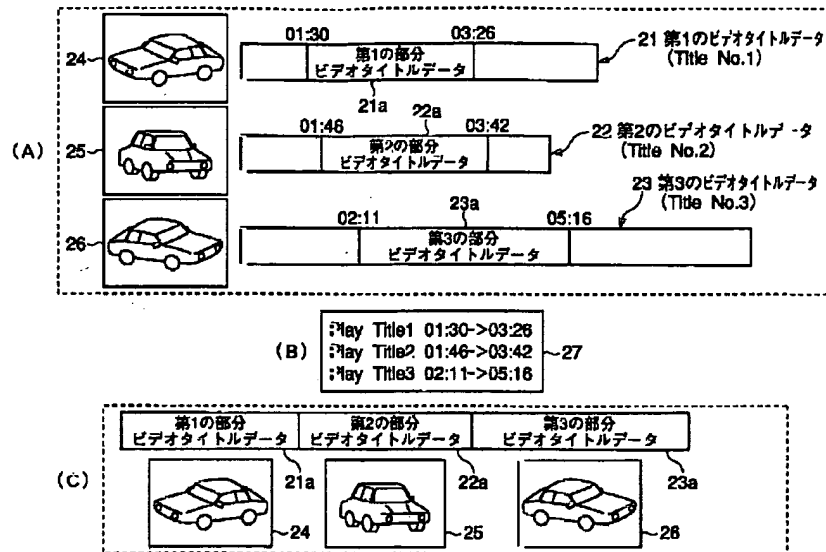 01:30
03:26
24
第1の部分
ビデオタイトルデータ
21a
21 第1のビデオタイトルデータ
(Title No.1)
(A)
25
01:46
22a
03:42
第2の部分
ビデオタイトルデータ
22 第2のビデオタイトルデータ
(Title No.2)
23 第3のビデオタイトルデータ
(Title No.3)
26
02:11
23a
05:16
第3の部分
ビデオタイトルデータ
(B)
Play Title1 01:30->03:26
Play Title2 01:46->03:42
Play Title3 02:11->05:16
27
(C)
第1の部分
ビデオタイトルデータ
第2の部分
ビデオタイトルデータ
第3の部分
ビデオタイトルデータ
21a
22a
23a
24
25
26